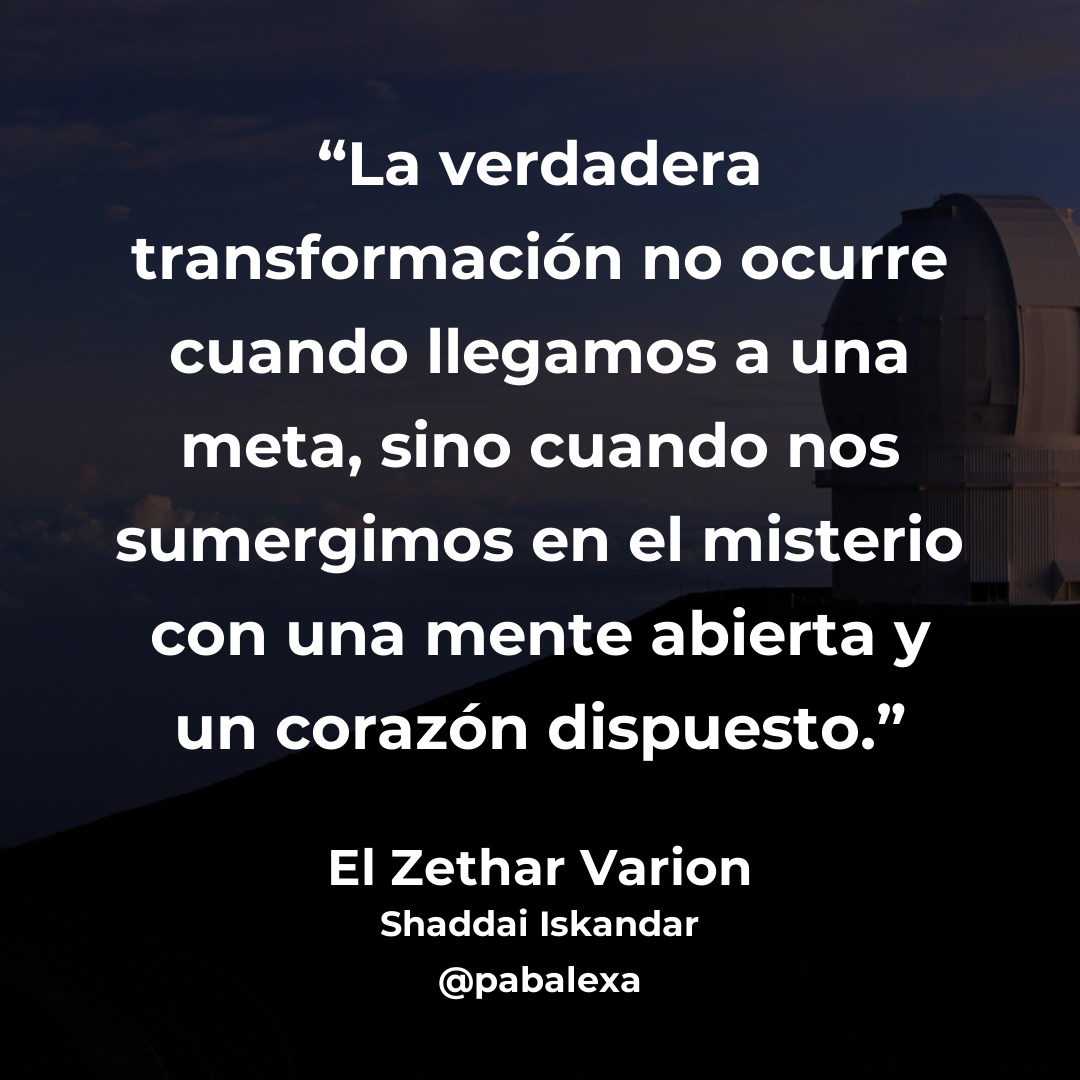 “La verdadera
transformación no ocurre
cuando llegamos a una
meta, sino cuando nos
sumergimos en el misterio
con una mente abierta y
un corazón dispuesto.”
El Zethar Varion
Shaddai Iskandar
@pabalexa